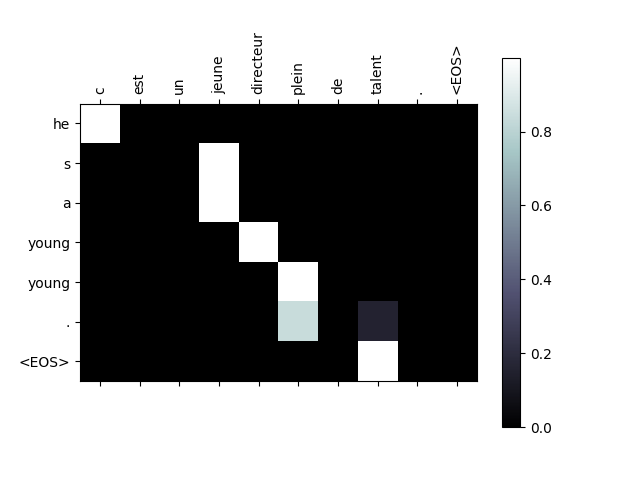 c est un jeune directeur plein de talent . <EOS>
he
s
a
young
young
.
<EOS>
0.8
0.6
0.4
0.2
0.0